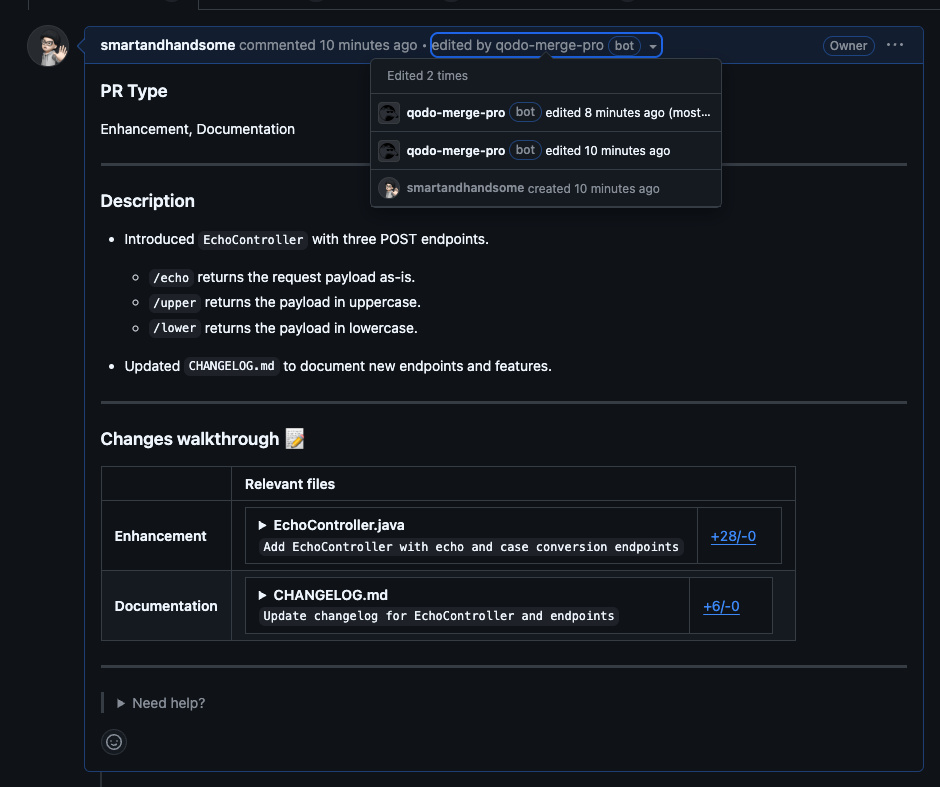 smartandhandsome commented 10 minutes ago • edited by qodo-merge-pro bot Owner ...
Edited 2 times
qodo-merge-pro bot edited 8 minutes ago (most...
qodo-merge-pro bot edited 10 minutes ago
smartandhandsome created 10 minutes ago
PR Type
Enhancement, Documentation
Description
• Introduced EchoController with three POST endpoints.
◦ /echo returns the request payload as-is.
◦ /upper returns the payload in uppercase.
◦ /lower returns the payload in lowercase.
• Updated CHANGELOG.md to document new endpoints and features.
Changes walkthrough 📝
Relevant files
Enhancement
▶ EchoController.java
Add EchoController with echo and case conversion endpoints
+28/-0
Documentation
▶ CHANGELOG.md
Update changelog for EchoController and endpoints
+6/-0
▶ Need help?